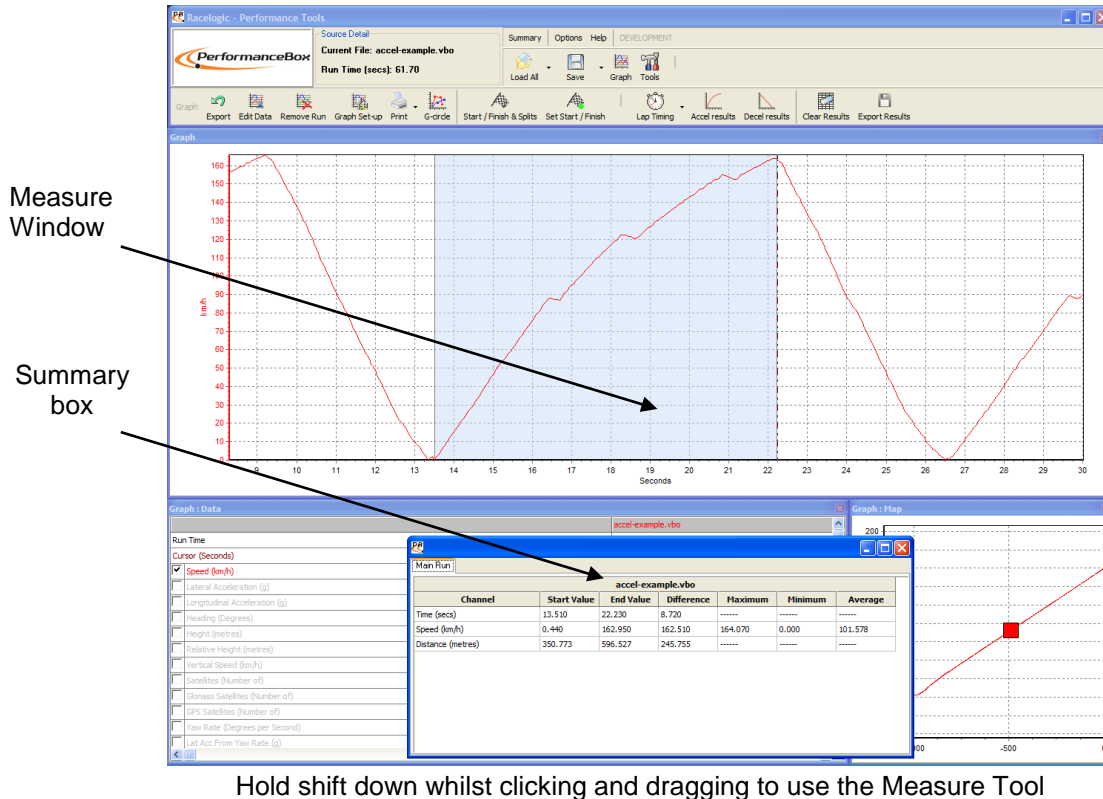 Racelogic - Performance Tools
PerformanceBox
Source Detail
Current File: accel-example.vbo
Run Time (secs): 61.70
Summary Options Help DEVELOPMENT
Load All Save Graph Tools
Graph Export Edit Data Remove Run Graph Set-up Print G-circle Start / Finish & Splits Set Start / Finish Lap Timing Accel results Decel results Clear Results Export Results
Graph
Measure
Window
Summary
box
km/h
160
150
140
130
120
110
100
90
80
70
60
50
40
30
20
10
0
9 10 11 12 13 14 15 16 17 18 19 20 21 22 23 24 25 26 27 28 29 30
Seconds
Graph : Data
accel-example.vbo
Run Time
Cursor (Seconds)
Speed (km/h)
Lateral Acceleration (g)
Longitudinal Acceleration (g)
Heading (Degrees)
Height (metres)
Relative Height (metres)
Vertical Speed (km/h)
Satellites (Number of)
Glonass Satellites (Number of)
GPS Satellites (Number of)
Yaw Rate (Degrees per Second)
Lat Acc From Yaw Rate (g)
Main Run
accel-example.vbo
Channel Start Value End Value Difference Maximum Minimum Average
Time (secs) 13.510 22.230 8.720 ------ ------ ------
Speed (km/h) 0.440 162.950 162.510 164.070 0.000 101.578
Distance (metres) 350.773 596.527 245.755 ------ ------ ------
Graph : Map
200
-500
Hold shift down whilst clicking and dragging to use the Measure Tool